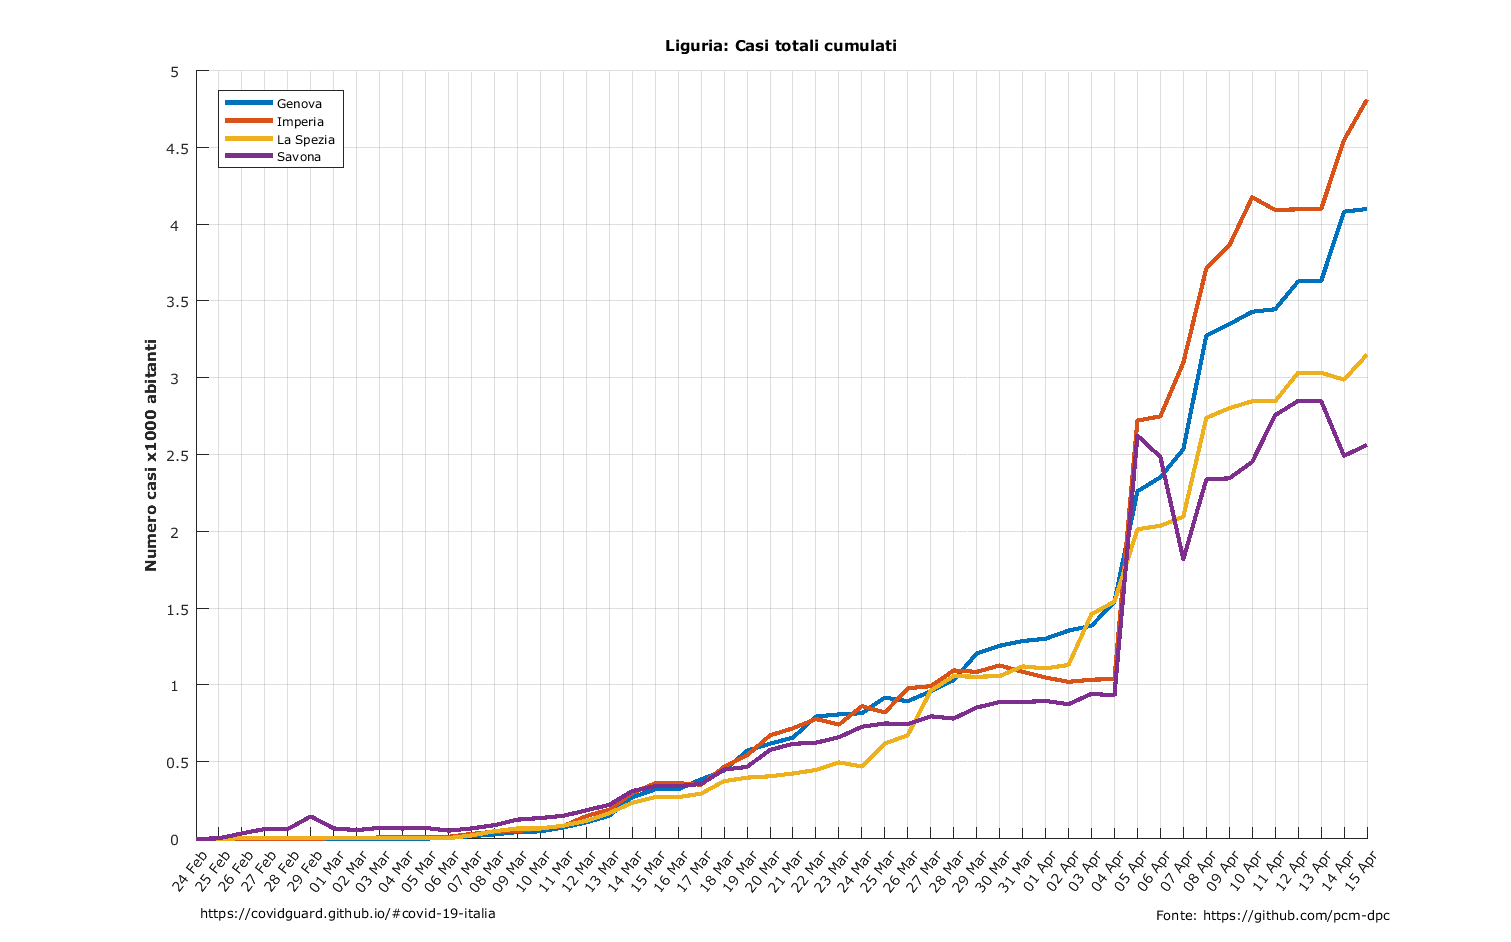 Liguria: Casi totali cumulati
Genova
Imperia
La Spezia
Savona
Numero casi x1000 abitanti
5
4.5
4
3.5
3
2.5
2
1.5
1
0.5
0
24 Feb
25 Feb
26 Feb
27 Feb
28 Feb
29 Feb
01 Mar
02 Mar
03 Mar
04 Mar
05 Mar
06 Mar
07 Mar
08 Mar
09 Mar
10 Mar
11 Mar
12 Mar
13 Mar
14 Mar
15 Mar
16 Mar
17 Mar
18 Mar
19 Mar
20 Mar
21 Mar
22 Mar
23 Mar
24 Mar
25 Mar
26 Mar
27 Mar
28 Mar
29 Mar
30 Mar
31 Mar
01 Apr
02 Apr
03 Apr
04 Apr
05 Apr
06 Apr
07 Apr
08 Apr
09 Apr
10 Apr
11 Apr
12 Apr
13 Apr
14 Apr
15 Apr
https://covidguard.github.io/#covid-19-italia
Fonte: https://github.com/pcm-dpc